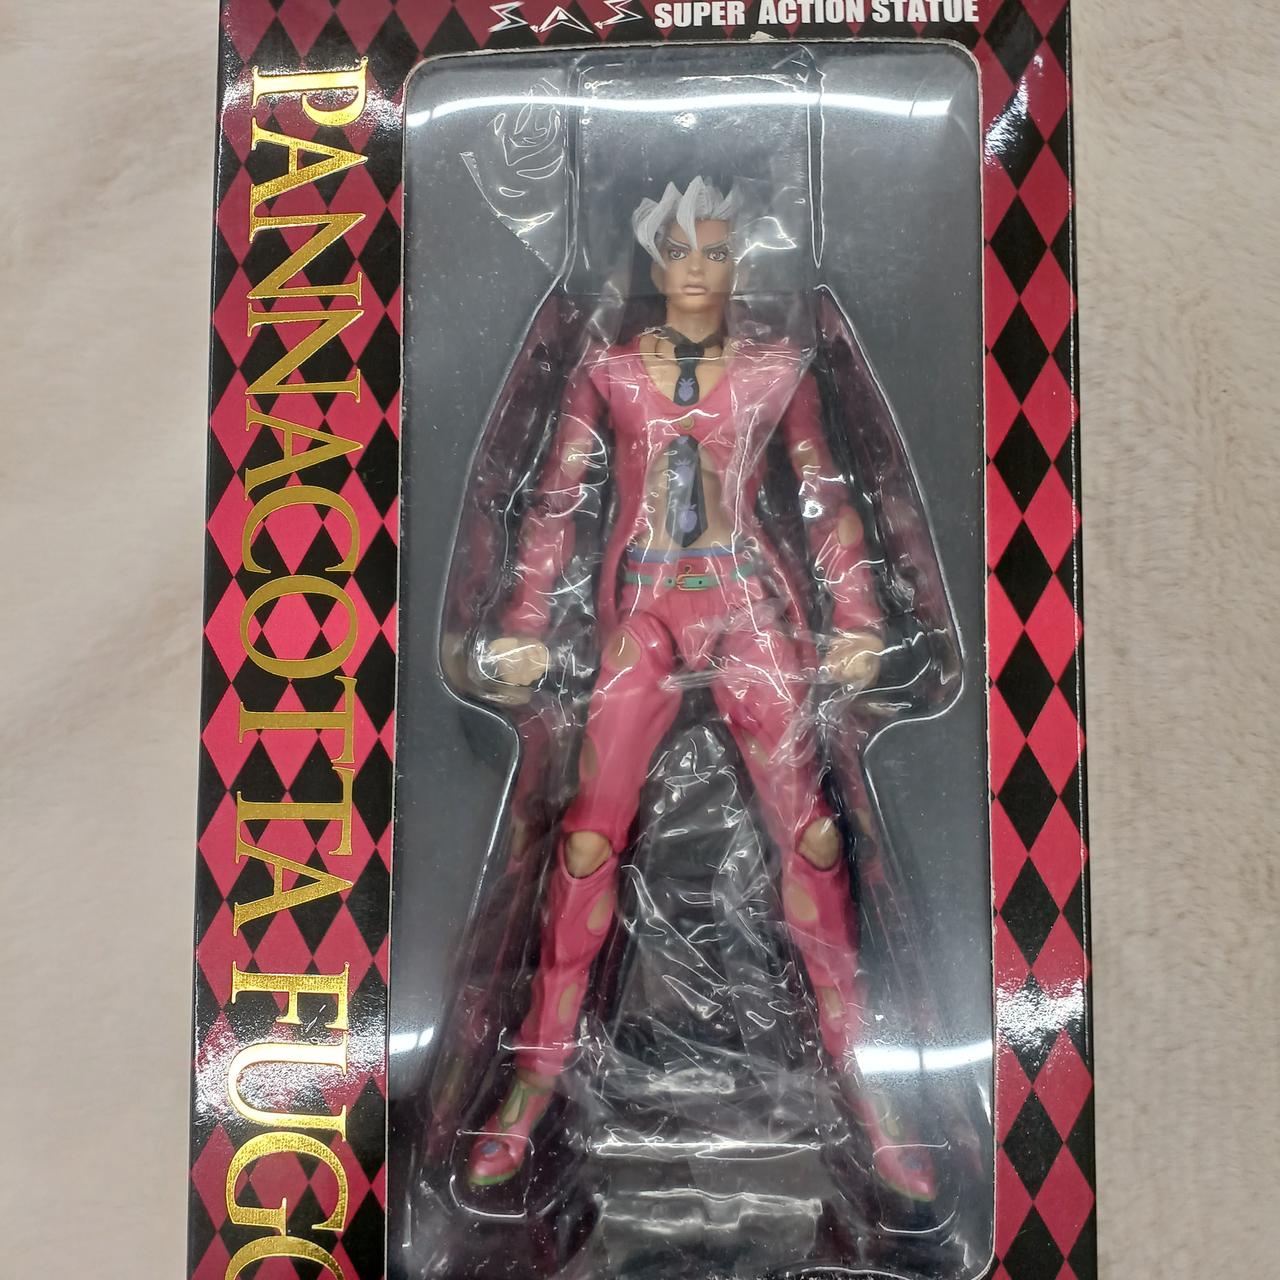 S.A.S SUPER ACTION STATUE
PANNACOTTA FUGO